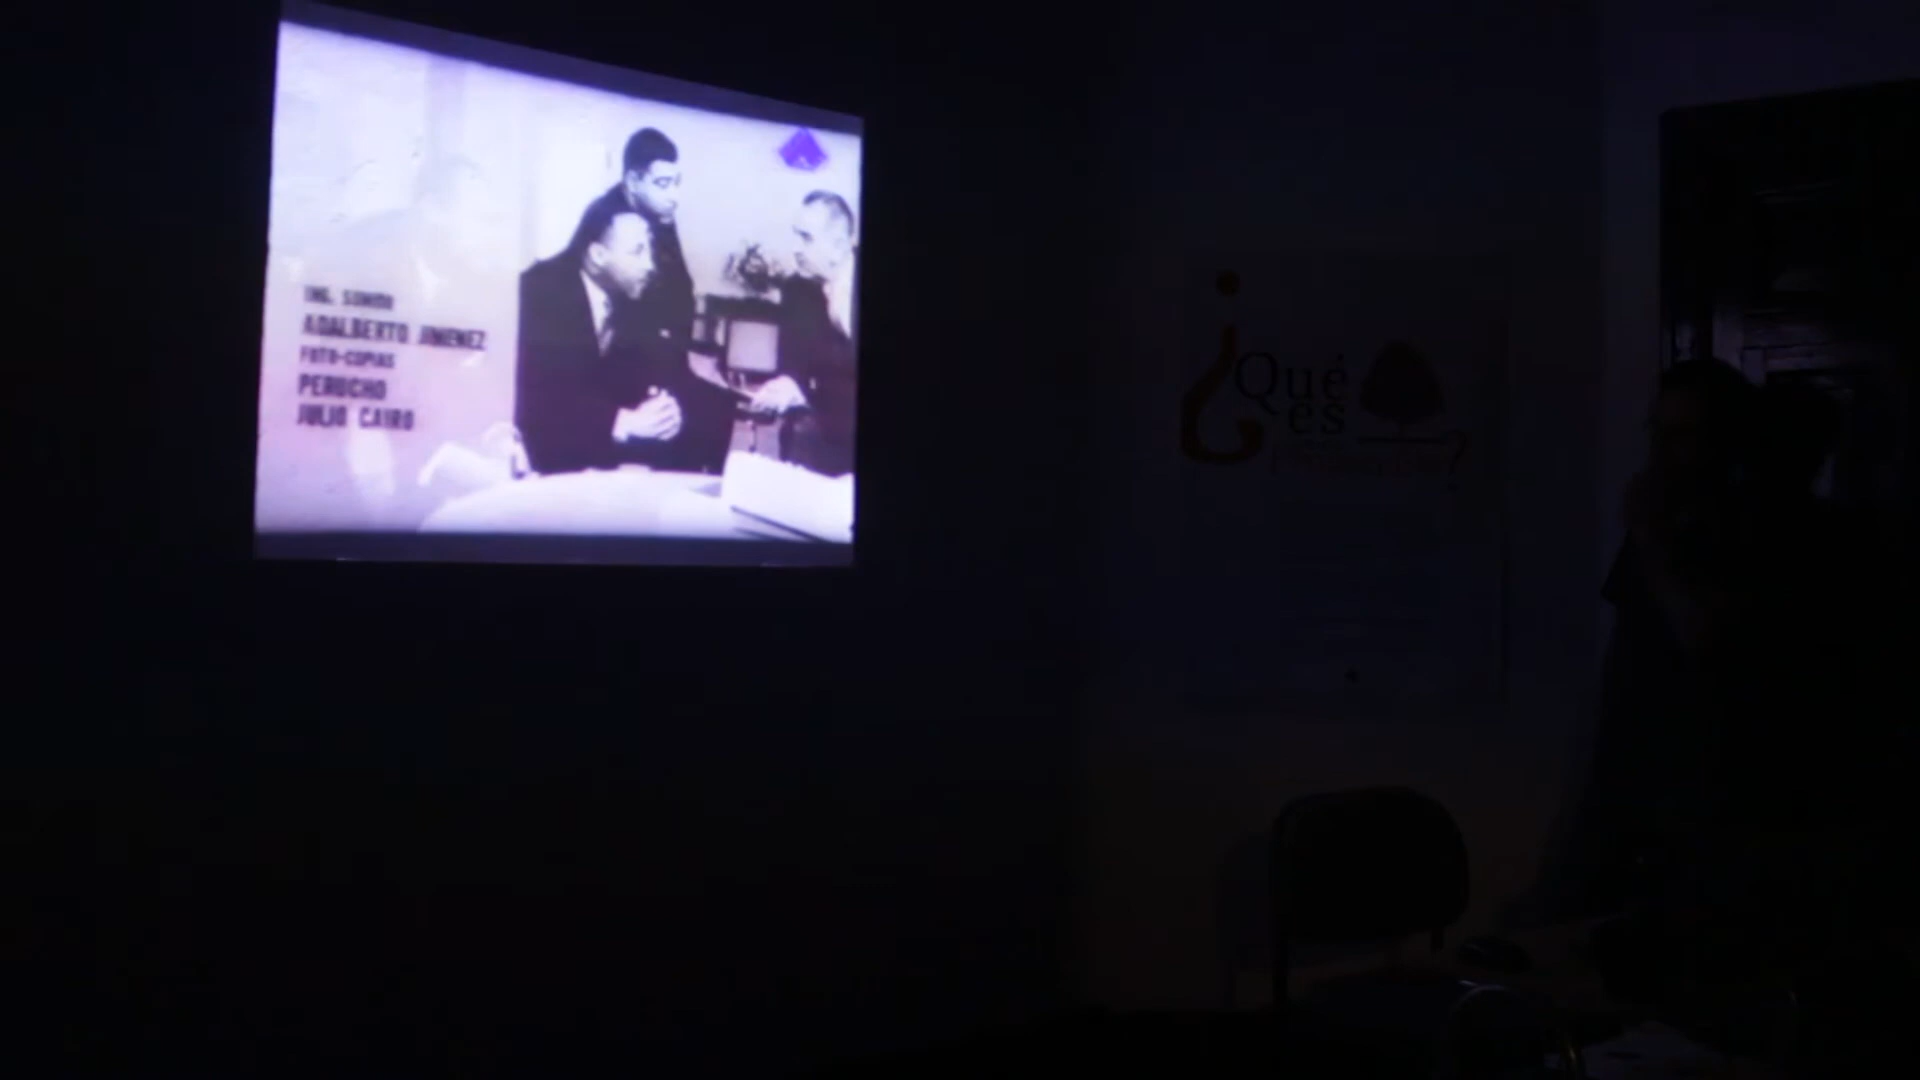 ING. SONIDO
ADALBERTO JIMENEZ
FOTO-COPIAS
PERUCHO
JULIO CAIRO
¿Qué
es
?